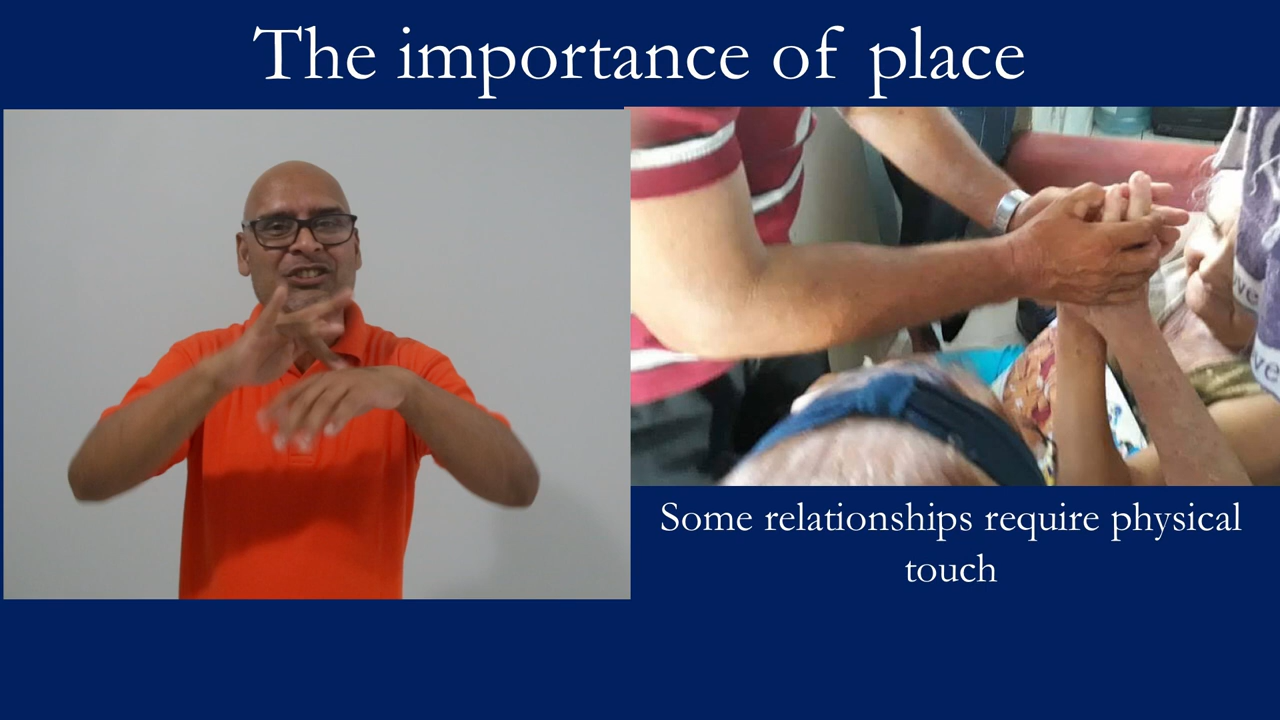 The importance of place
Some relationships require physical
touch